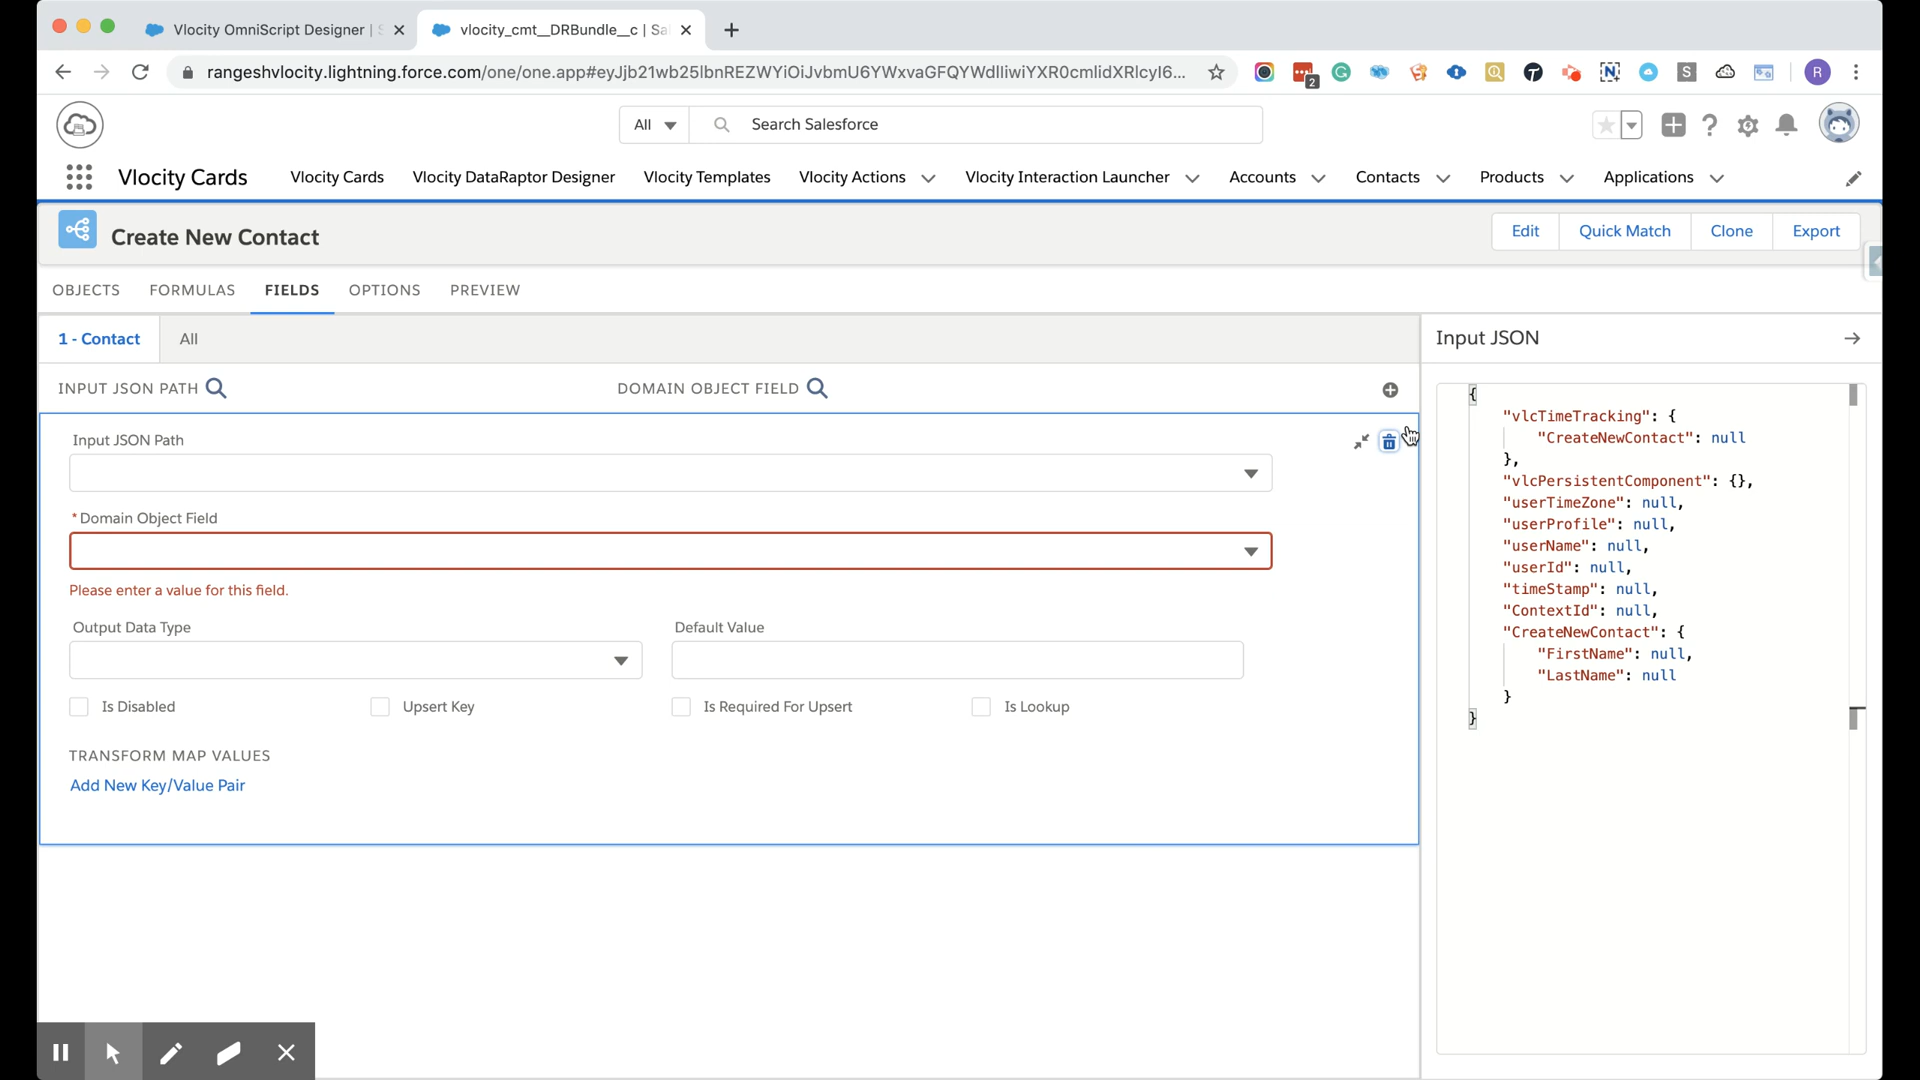 Vlocity OmniScript Designer |
vlocity_cmt__DRBundle__c | Sa
rangeshvlocity.lightning.force.com/one/one.app#eyJjb21wb25lbnREZWYiOiJvbmU6YWxvaGFQYWdlIiwiYXR0cmlidXRlcyI6...
2
R
All
Search Salesforce
Vlocity Cards
Vlocity Cards
Vlocity DataRaptor Designer
Vlocity Templates
Vlocity Actions
Vlocity Interaction Launcher
Accounts
Contacts
Products
Applications
Create New Contact
Edit
Quick Match
Clone
Export
OBJECTS
FORMULAS
FIELDS
OPTIONS
PREVIEW
1 - Contact
All
Input JSON
INPUT JSON PATH
DOMAIN OBJECT FIELD
Input JSON Path
*Domain Object Field
Please enter a value for this field.
Output Data Type
Default Value
Is Disabled
Upsert Key
Is Required For Upsert
Is Lookup
TRANSFORM MAP VALUES
Add New Key/Value Pair
{
"vlcTimeTracking": {
"CreateNewContact": null
},
"vlcPersistentComponent": {},
"userTimeZone": null,
"userProfile": null,
"userName": null,
"userId": null,
"timeStamp": null,
"ContextId": null,
"CreateNewContact": {
"FirstName": null,
"LastName": null
}
}